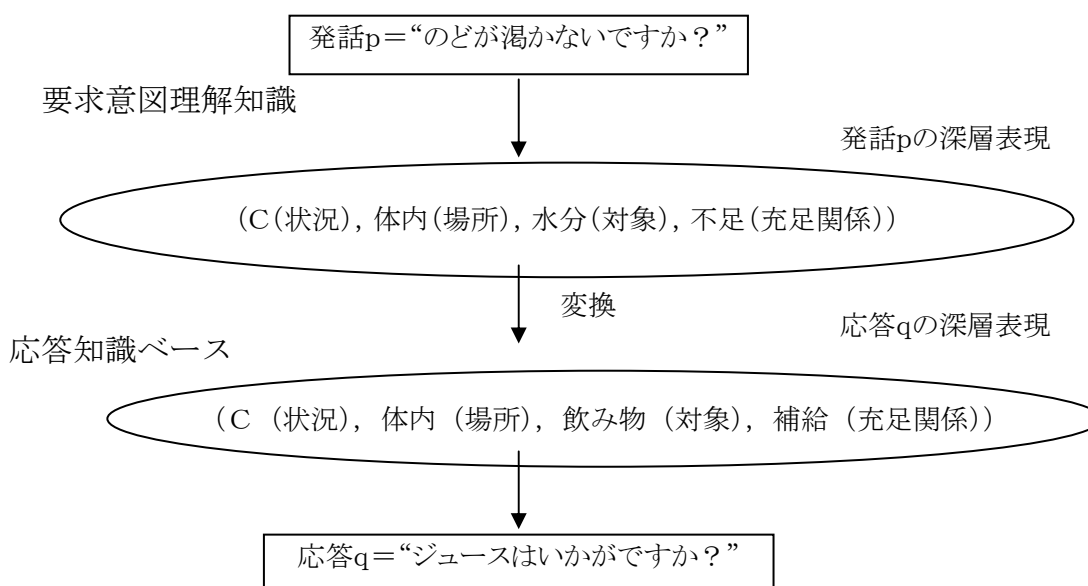 発話p=“のどが渇かないですか?”
要求意図理解知識
発話pの深層表現
(C(状況), 体内(場所), 水分(対象), 不足(充足関係))
変換
応答qの深層表現
応答知識ベース
(C (状況), 体内 (場所), 飲み物 (対象), 補給 (充足関係))
応答q=“ジュースはいかがですか?”